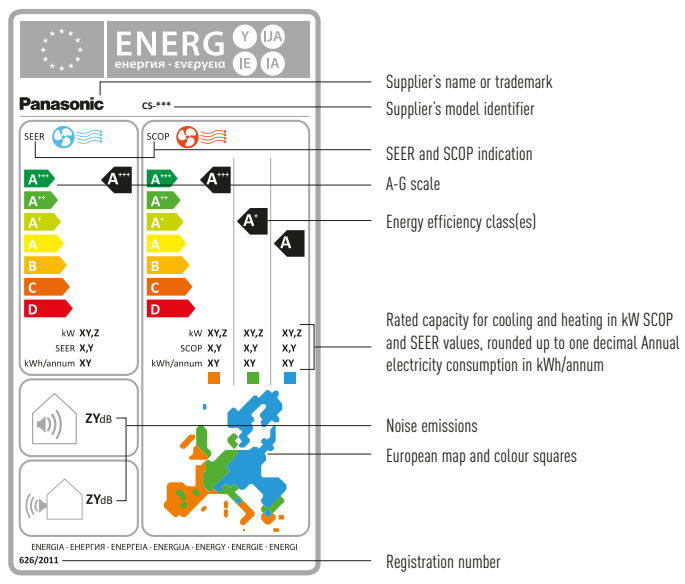 ENERG
Y IJA
IE IA
енергия · ενεργεια
Supplier's name or trademark
Panasonic
CS-***
Supplier's model identifier
SEER
SCOP
SEER and SCOP indication
A+++ A+++ A+++ A+++
A-G scale
A++ A++
A+ A+ A+
Energy efficiency class(es)
A A A
B B
C C
D D
kW XY,Z kW XY,Z XY,Z XY,Z
SEER X,Y SCOP X,Y X,Y X,Y
kWh/annum XY kWh/annum XY XY XY
Rated capacity for cooling and heating in kW SCOP
and SEER values, rounded up to one decimal Annual
electricity consumption in kWh/annum
ZYdB
Noise emissions
European map and colour squares
ZYdB
ENERGIA · ЕНЕРГИЯ · ΕΝΕΡΓΕΙΑ · ENERGIJA · ENERGY · ENERGIE · ENERGI
626/2011
Registration number